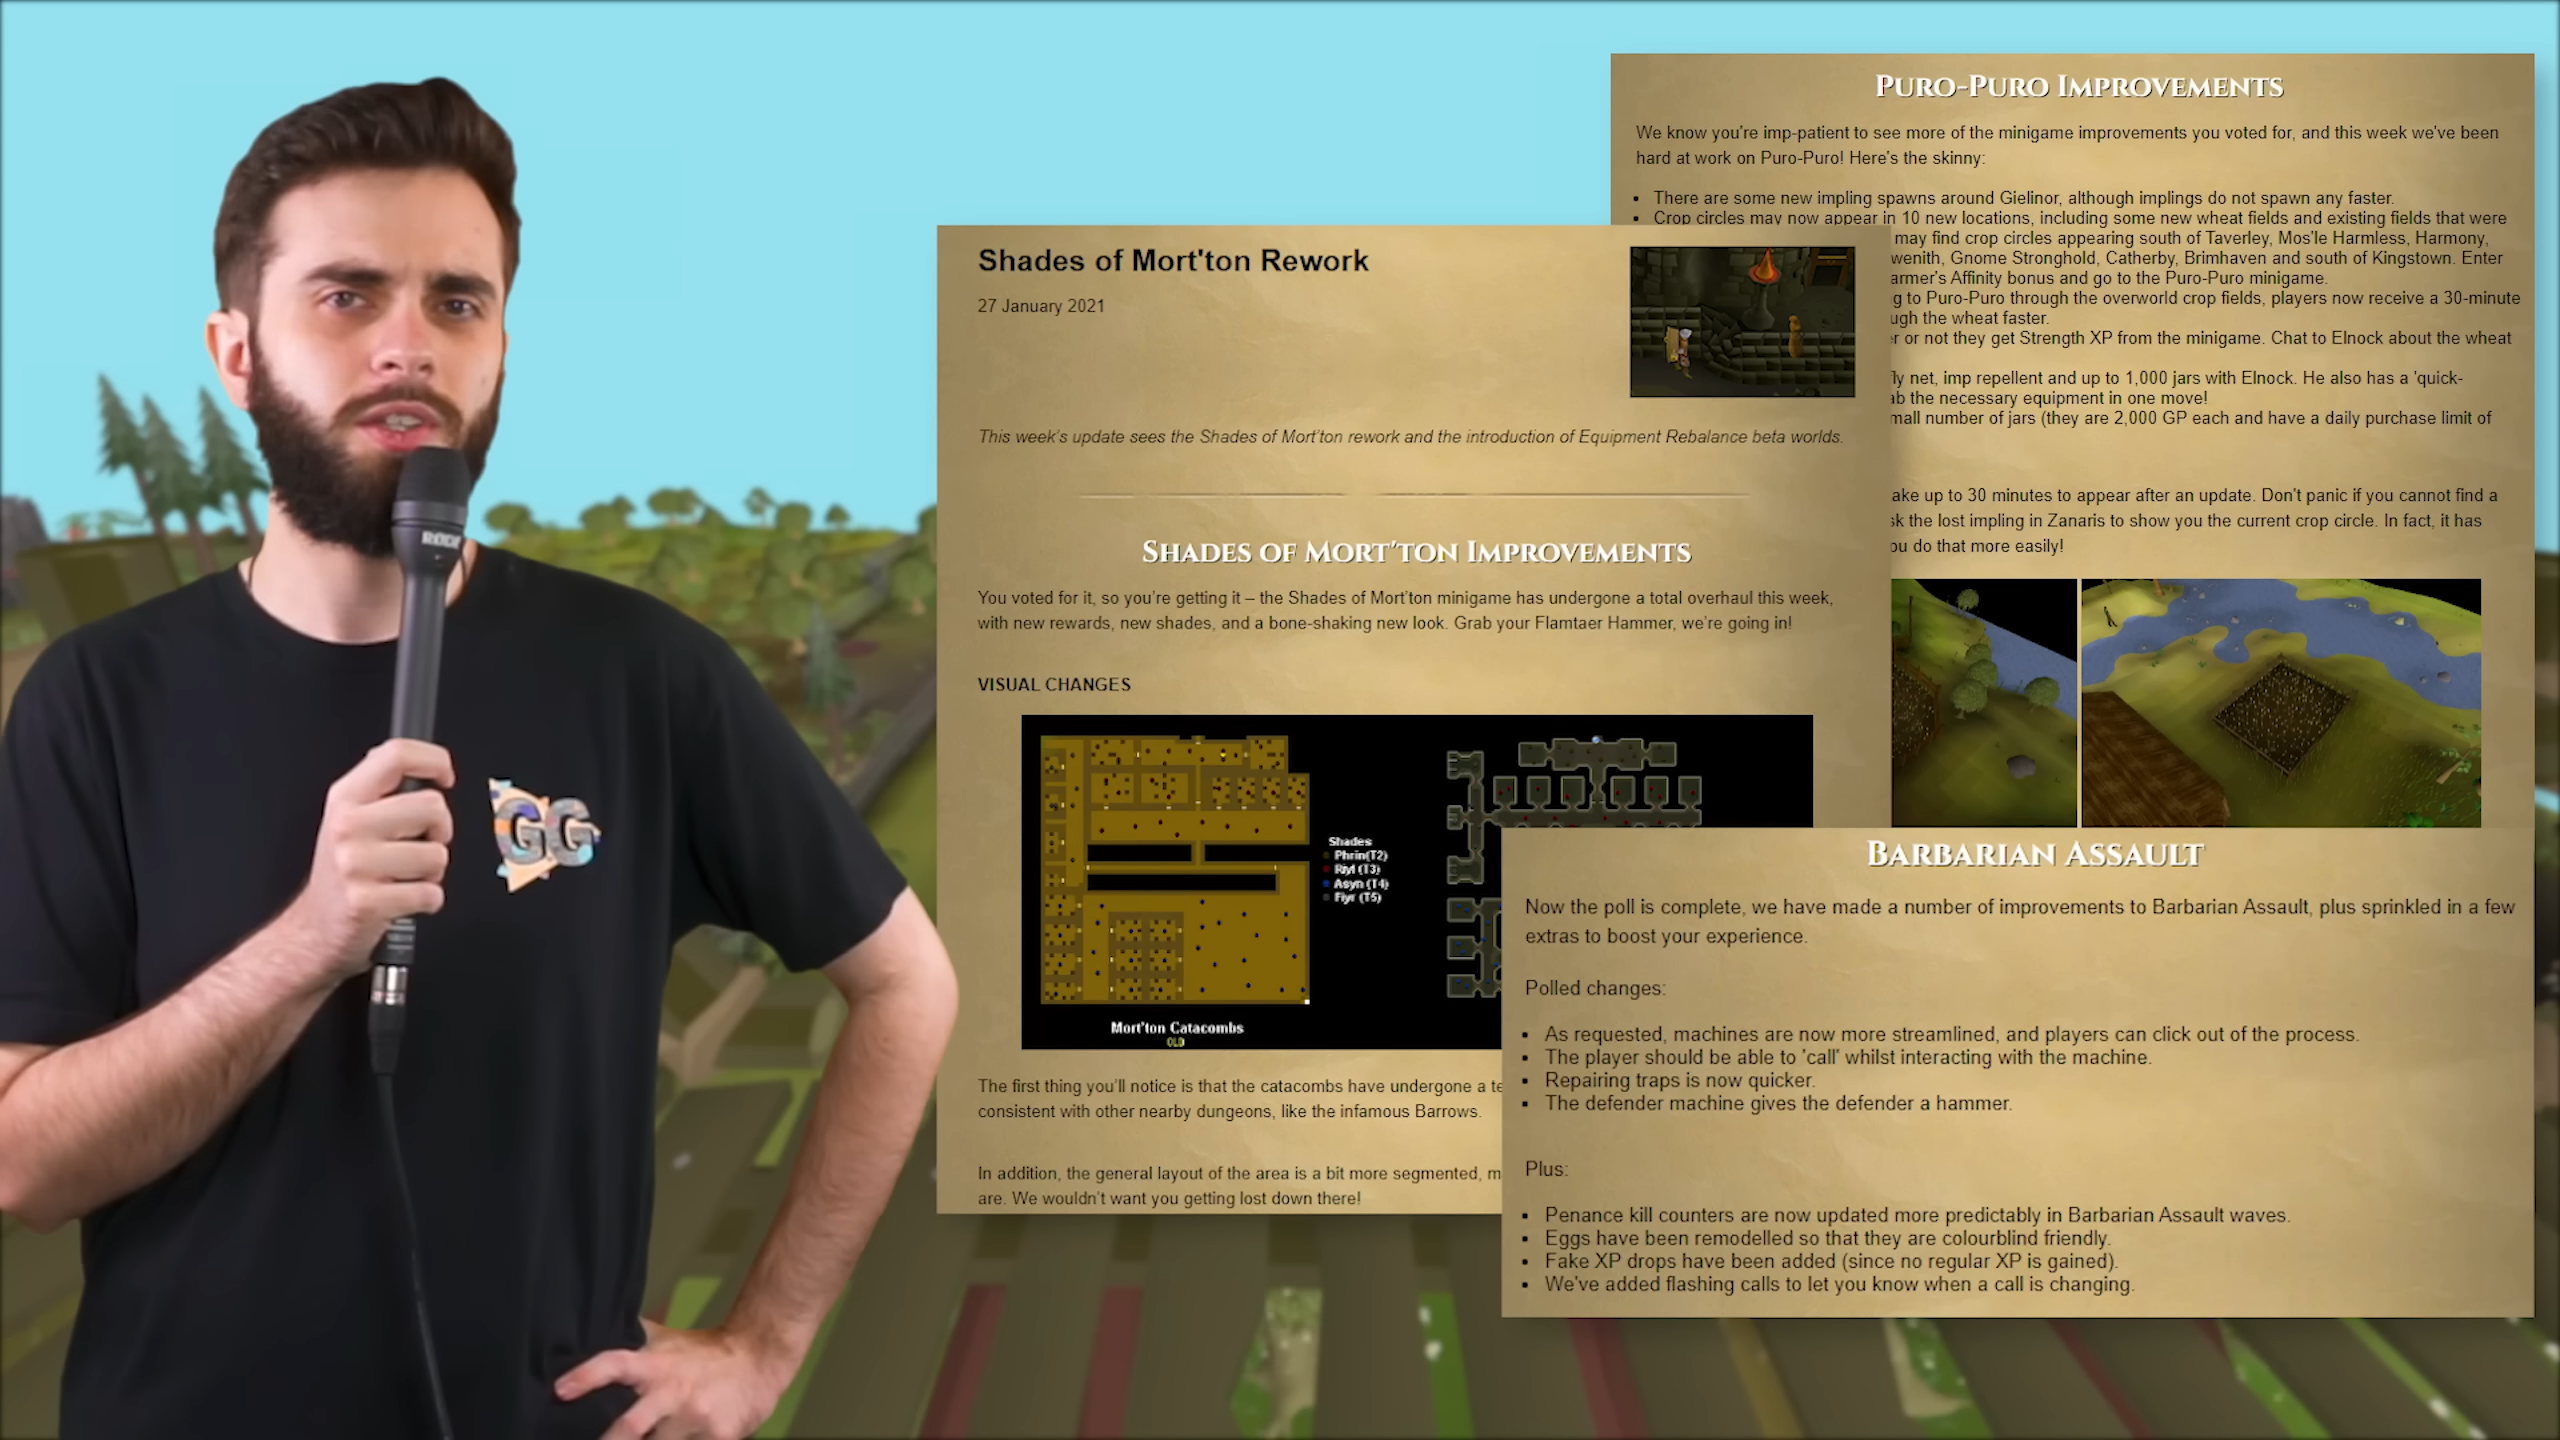 RØDE
GG
PURO-PURO IMPROVEMENTS
We know you're imp-patient to see more of the minigame improvements you voted for, and this week we've been
hard at work on Puro-Puro! Here's the skinny:
• There are some new impling spawns around Gielinor, although implings do not spawn any faster.
• Crop circles may now appear in 10 new locations, including some new wheat fields and existing fields that were
may find crop circles appearing south of Taverley, Mos'le Harmless, Harmony,
wenith, Gnome Stronghold, Catherby, Brimhaven and south of Kingstown. Enter
armer's Affinity bonus and go to the Puro-Puro minigame.
g to Puro-Puro through the overworld crop fields, players now receive a 30-minute
ugh the wheat faster.
r or not they get Strength XP from the minigame. Chat to Elnock about the wheat
fly net, imp repellent and up to 1,000 jars with Elnock. He also has a 'quick-
ab the necessary equipment in one move!
mall number of jars (they are 2,000 GP each and have a daily purchase limit of
ake up to 30 minutes to appear after an update. Don't panic if you cannot find a
sk the lost impling in Zanaris to show you the current crop circle. In fact, it has
ou do that more easily!
Shades of Mort'ton Rework
27 January 2021
This week's update sees the Shades of Mort'ton rework and the introduction of Equipment Rebalance beta worlds.
SHADES OF MORT'TON IMPROVEMENTS
You voted for it, so you're getting it – the Shades of Mort'ton minigame has undergone a total overhaul this week,
with new rewards, new shades, and a bone-shaking new look. Grab your Flamtaer Hammer, we're going in!
VISUAL CHANGES
Shades
Phrin(T2)
Riyl (T3)
Asyn (T4)
Fiyr (T5)
Mort'ton Catacombs
OLD
The first thing you'll notice is that the catacombs have undergone a te
consistent with other nearby dungeons, like the infamous Barrows.
In addition, the general layout of the area is a bit more segmented, m
are. We wouldn't want you getting lost down there!
BARBARIAN ASSAULT
Now the poll is complete, we have made a number of improvements to Barbarian Assault, plus sprinkled in a few
extras to boost your experience.
Polled changes:
• As requested, machines are now more streamlined, and players can click out of the process.
• The player should be able to 'call' whilst interacting with the machine.
• Repairing traps is now quicker.
• The defender machine gives the defender a hammer.
Plus:
• Penance kill counters are now updated more predictably in Barbarian Assault waves.
• Eggs have been remodelled so that they are colourblind friendly.
• Fake XP drops have been added (since no regular XP is gained).
• We've added flashing calls to let you know when a call is changing.